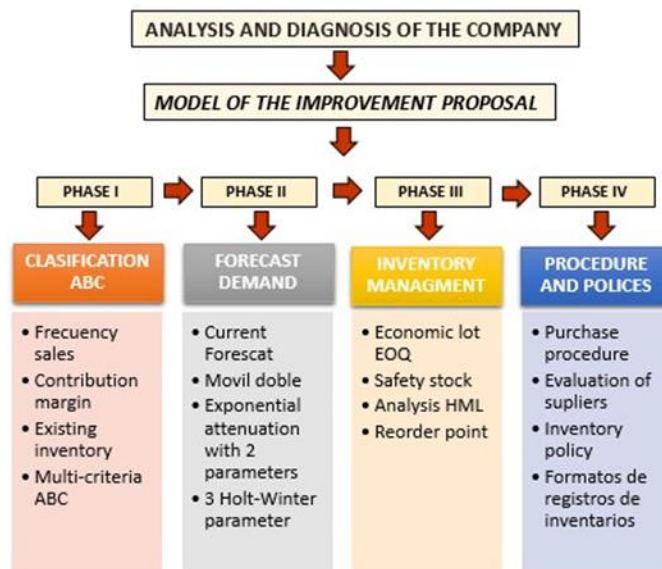 ANALYSIS AND DIAGNOSIS OF THE COMPANY
MODEL OF THE IMPROVEMENT PROPOSAL
PHASE I
PHASE II
PHASE III
PHASE IV
CLASIFICATION
ABC
• Frecuency
sales
• Contribution
margin
• Existing
inventory
• Multi-criteria
ABC
FORECAST
DEMAND
• Current
Forescat
• Movil doble
• Exponential
attenuation
with 2
parameters
• 3 Holt-Winter
parameter
INVENTORY
MANAGMENT
• Economic lot
EOQ
• Safety stock
• Analysis HML
• Reorder point
PROCEDURE
AND POLICES
• Purchase
procedure
• Evaluation of
supliers
• Inventory
policy
• Formatos de
registros de
inventarios